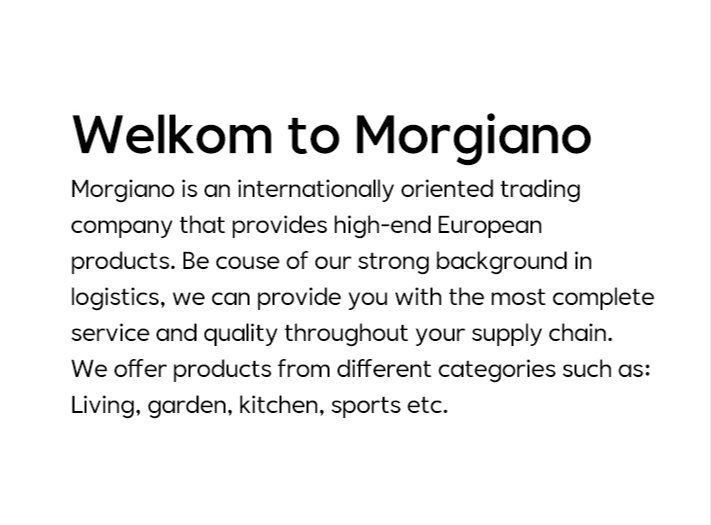 Welkom to Morgiano
Morgiano is an internationally oriented trading
company that provides high-end European
products. Be couse of our strong background in
logistics, we can provide you with the most complete
service and quality throughout your supply chain.
We offer products from different categories such as:
Living, garden, kitchen, sports etc.